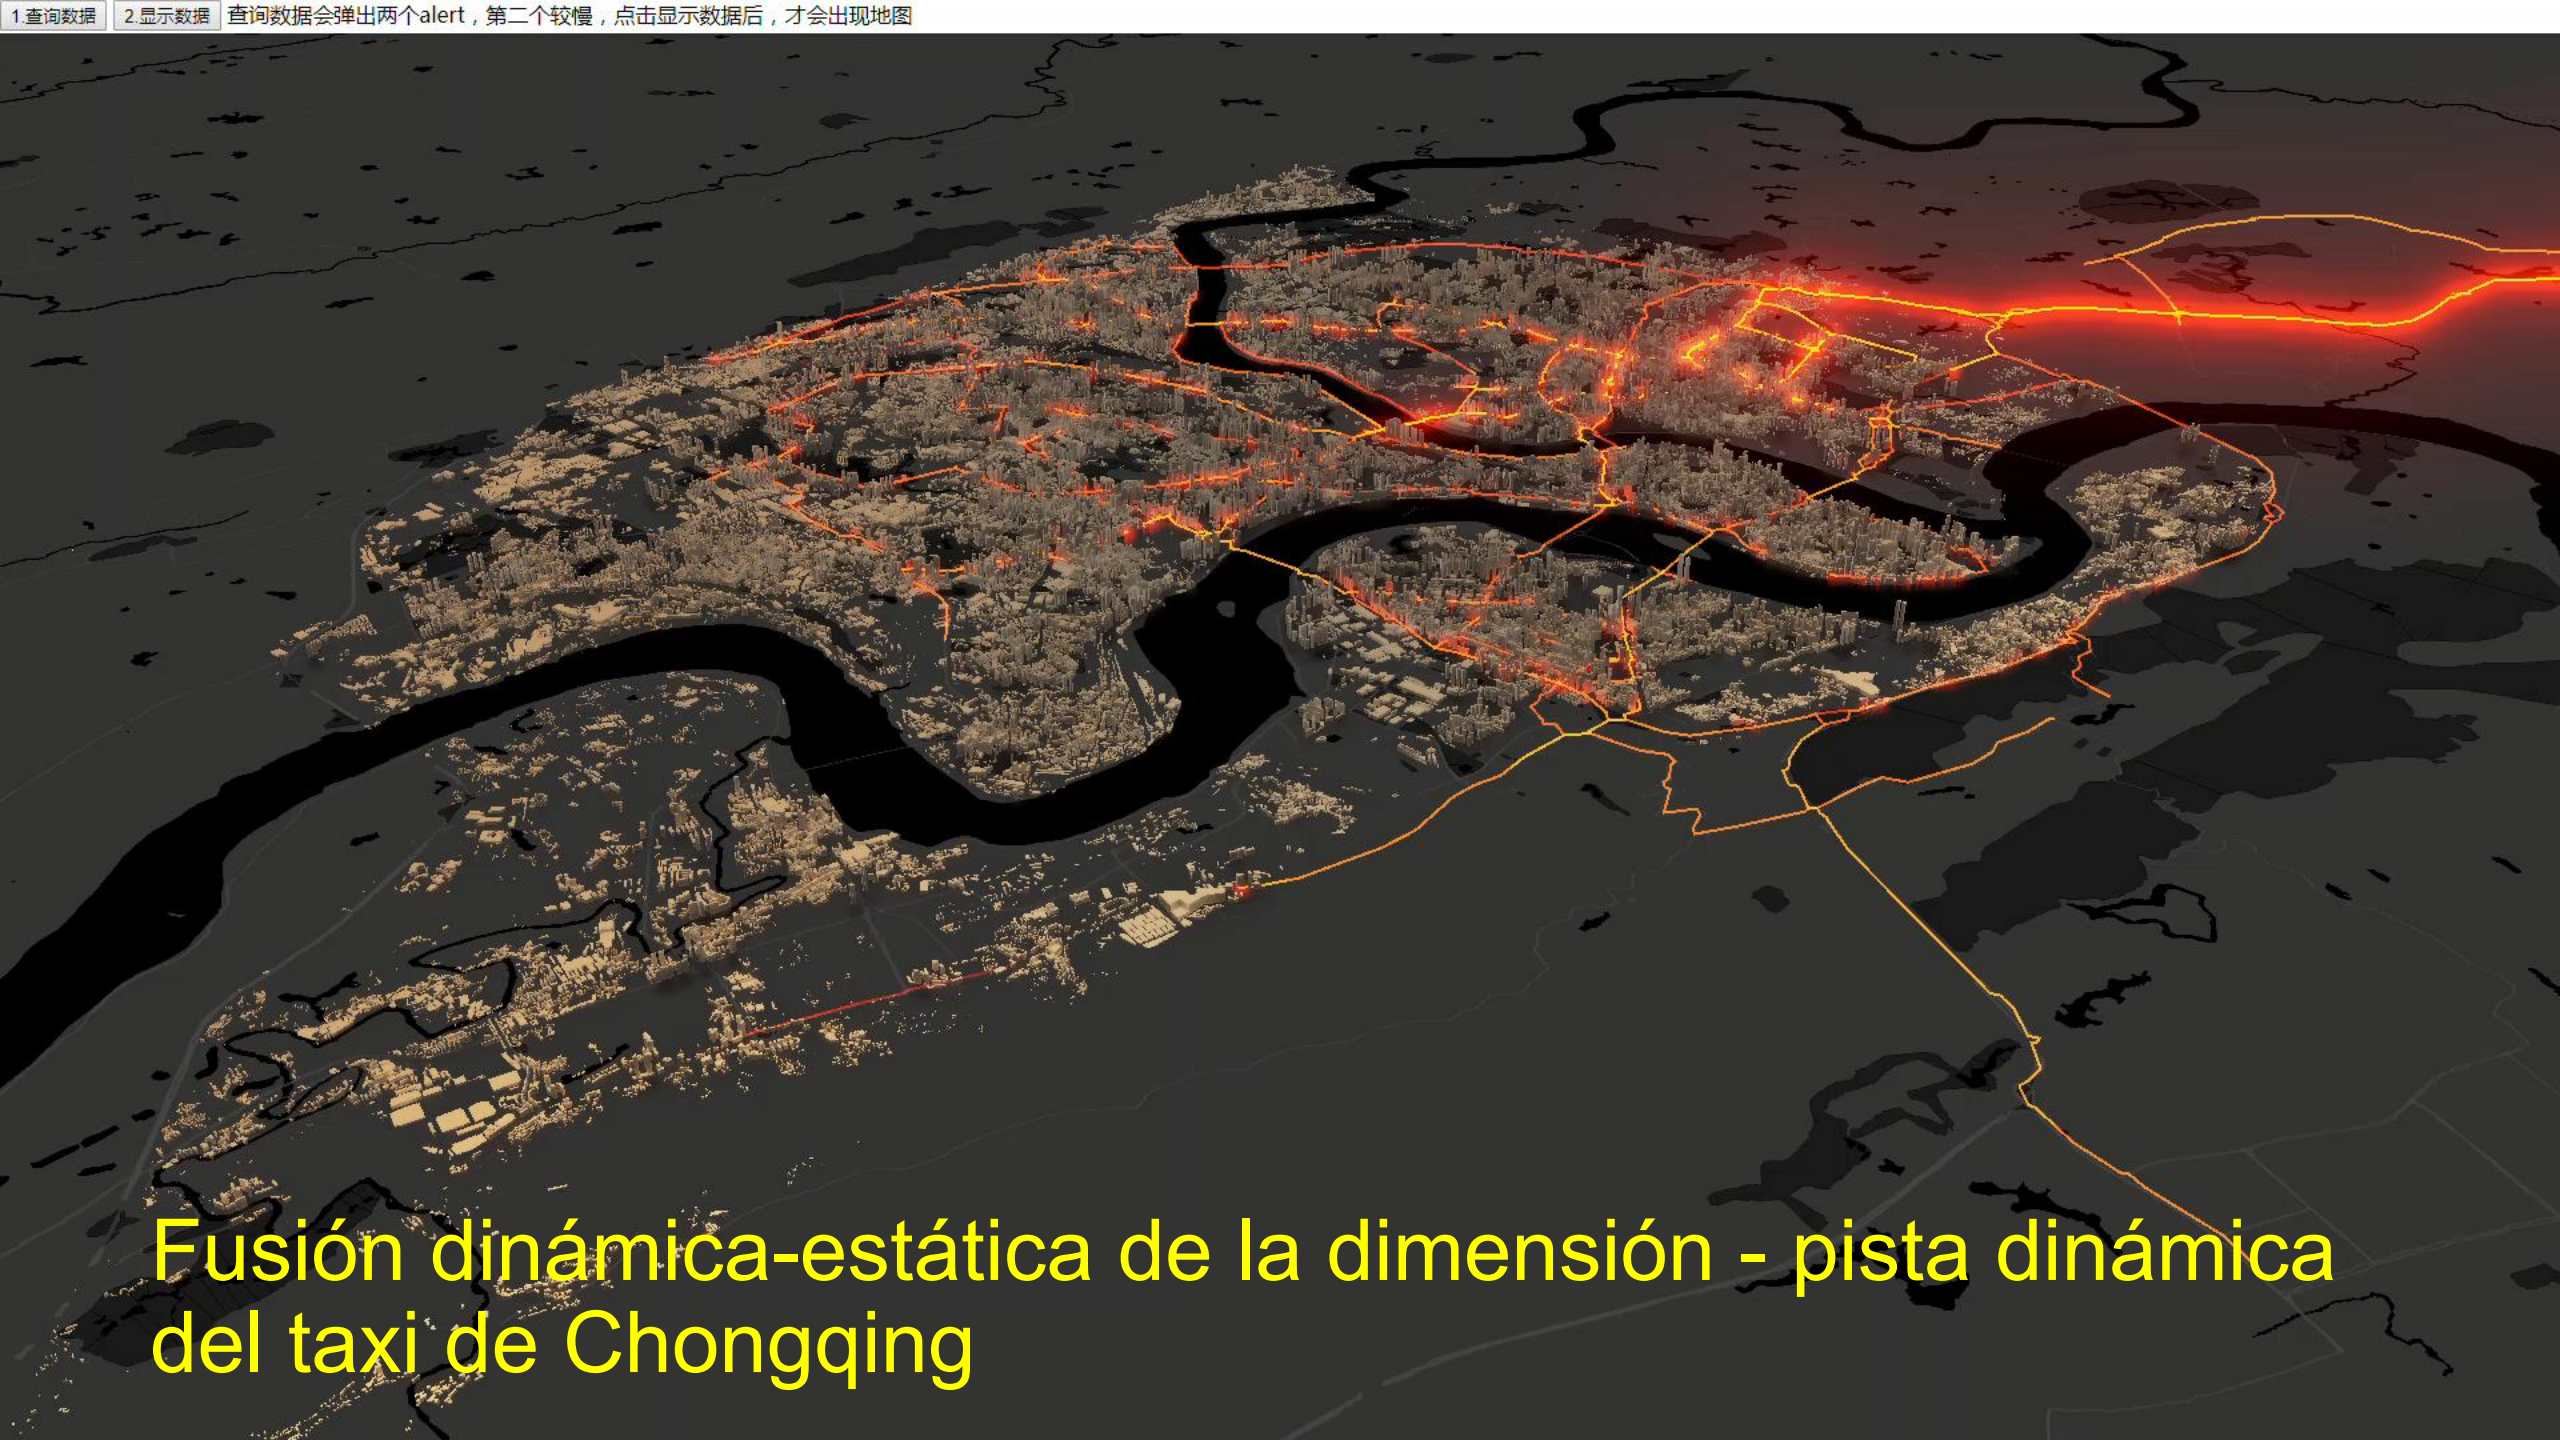 1.查询数据 2.显示数据 查询数据会弹出两个alert，第二个较慢，点击显示数据后，才会出现地图
Fusión dinámica-estática de la dimensión - pista dinámica
del taxi de Chongqing